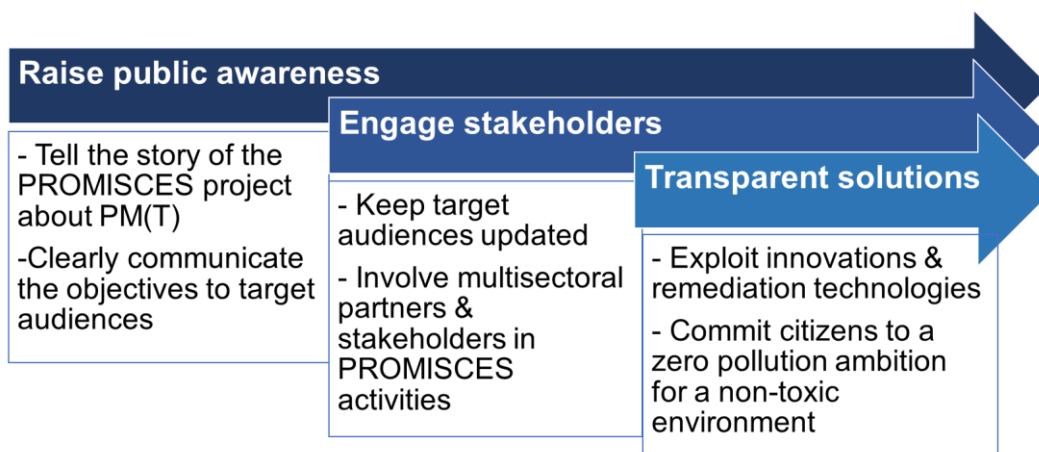 Raise public awareness
- Tell the story of the
PROMISCES project
about PM(T)
-Clearly communicate
the objectives to target
audiences
Engage stakeholders
- Keep target
audiences updated
- Involve multisectoral
partners &
stakeholders in
PROMISCES
activities
Transparent solutions
- Exploit innovations &
remediation technologies
- Commit citizens to a
zero pollution ambition
for a non-toxic
environment